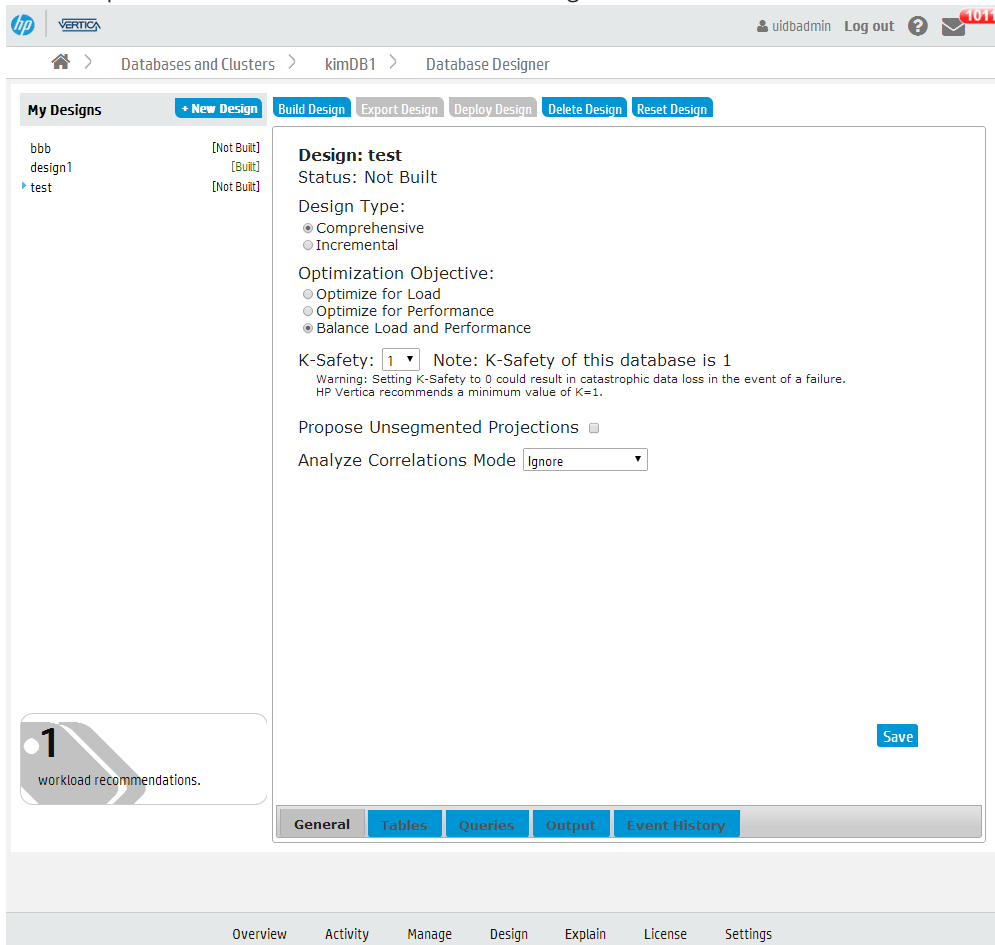 hp VERTICA uidbadmin Log out ? 1011
Databases and Clusters kimDB1 Database Designer
My Designs + New Design Build Design Export Design Deploy Design Delete Design Reset Design
bbb [Not Built]
design1 [Built]
test [Not Built]
Design: test
Status: Not Built
Design Type:
Comprehensive
Incremental
Optimization Objective:
Optimize for Load
Optimize for Performance
Balance Load and Performance
K-Safety: 1 Note: K-Safety of this database is 1
Warning: Setting K-Safety to 0 could result in catastrophic data loss in the event of a failure.
HP Vertica recommends a minimum value of K=1.
Propose Unsegmented Projections
Analyze Correlations Mode Ignore
Save
1
workload recommendations.
General Tables Queries Output Event History
Overview Activity Manage Design Explain License Settings